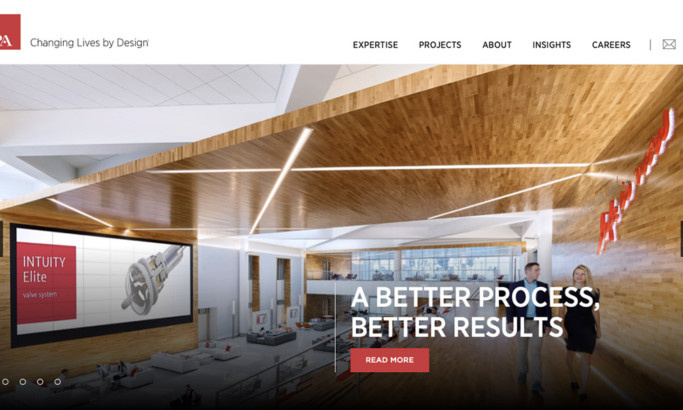 Changing Lives by Design
EXPERTISE PROJECTS ABOUT INSIGHTS CAREERS
INTUITY
Elite
valve system
A BETTER PROCESS,
BETTER RESULTS
READ MORE